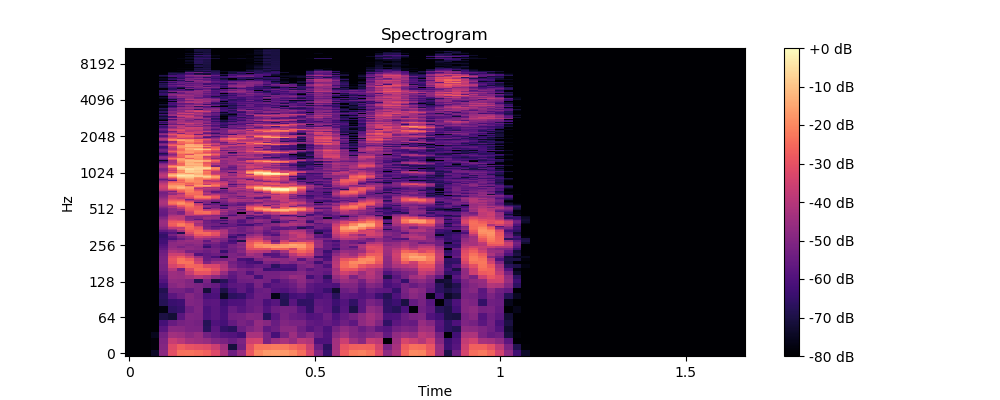 Spectrogram
8192
4096
2048
1024
512
256
128
64
0
Hz
0
0.5
1
1.5
Time
+0 dB
-10 dB
-20 dB
-30 dB
-40 dB
-50 dB
-60 dB
-70 dB
-80 dB